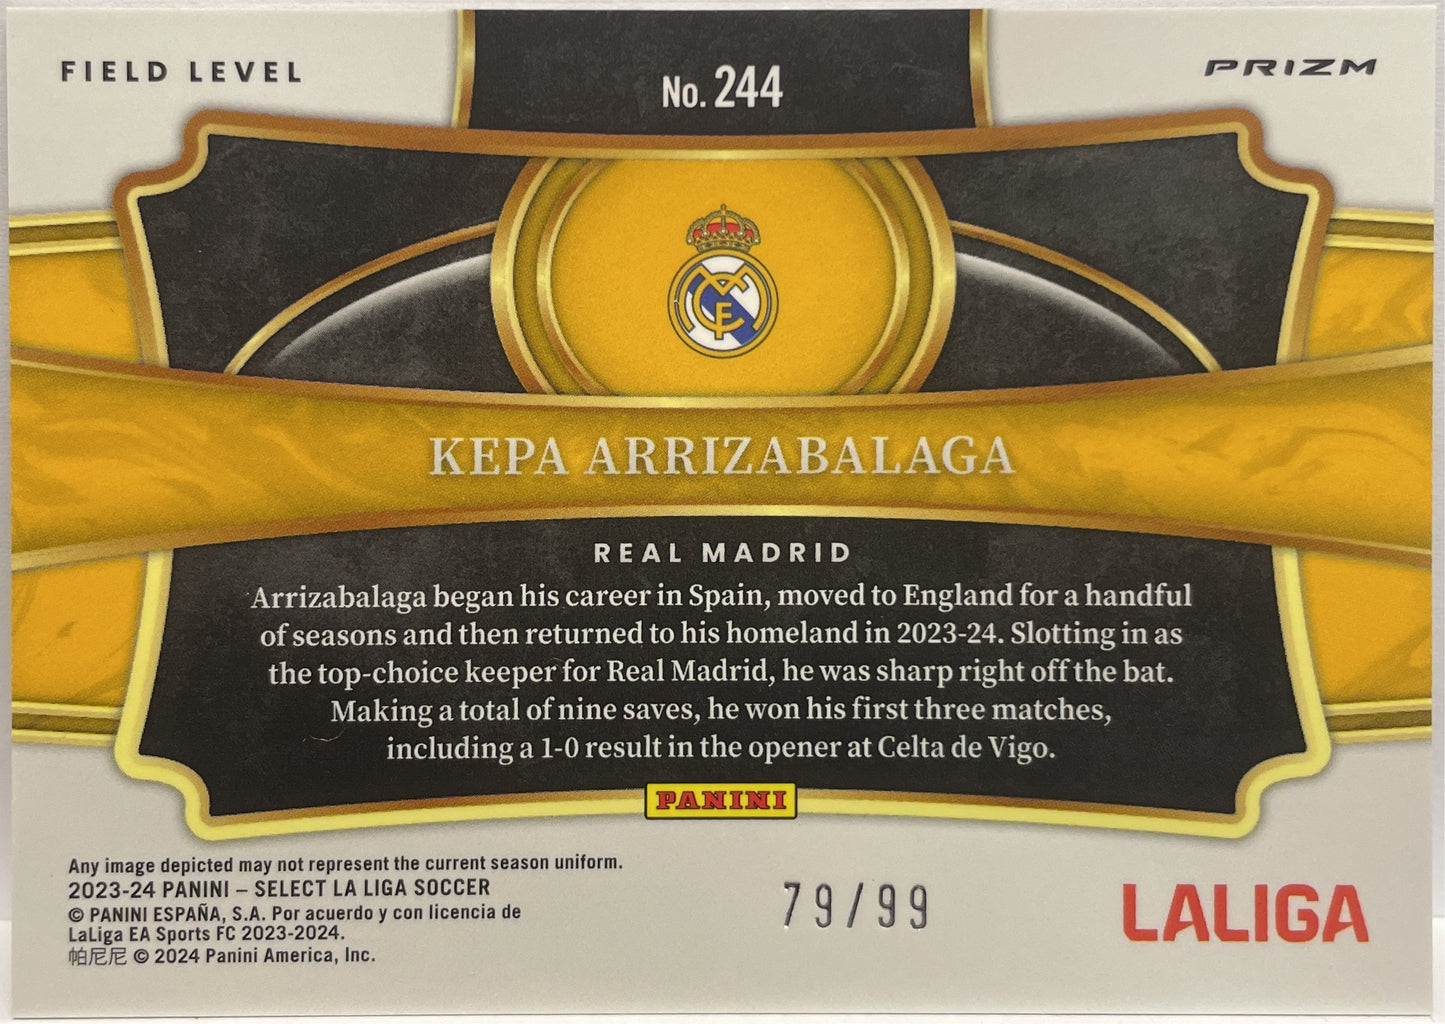 FIELD LEVEL
No. 244
PRIZM
KEPA ARRIZABALAGA
REAL MADRID
Arrizabalaga began his career in Spain, moved to England for a handful
of seasons and then returned to his homeland in 2023-24. Slotting in as
the top-choice keeper for Real Madrid, he was sharp right off the bat.
Making a total of nine saves, he won his first three matches,
including a 1-0 result in the opener at Celta de Vigo.
PANINI
Any image depicted may not represent the current season uniform.
2023-24 PANINI – SELECT LA LIGA SOCCER
© PANINI ESPAÑA, S.A. Por acuerdo y con licencia de
LaLiga EA Sports FC 2023-2024.
帕尼尼 © 2024 Panini America, Inc.
79/99
LALIGA